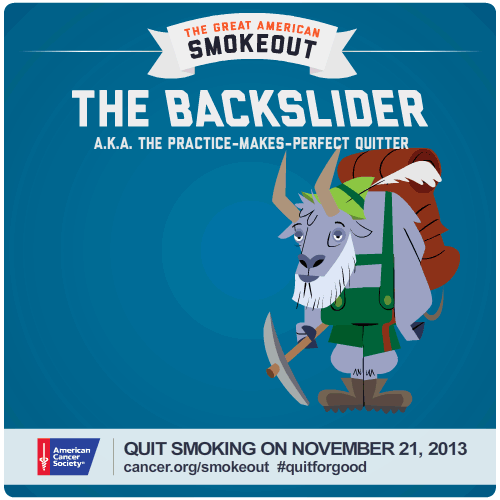 THE GREAT AMERICAN
SMOKEOUT
THE BACKSLIDER
A.K.A. THE PRACTICE-MAKES-PERFECT QUITTER
American
Cancer
Society®
QUIT SMOKING ON NOVEMBER 21, 2013
cancer.org/smokeout #quitforgood